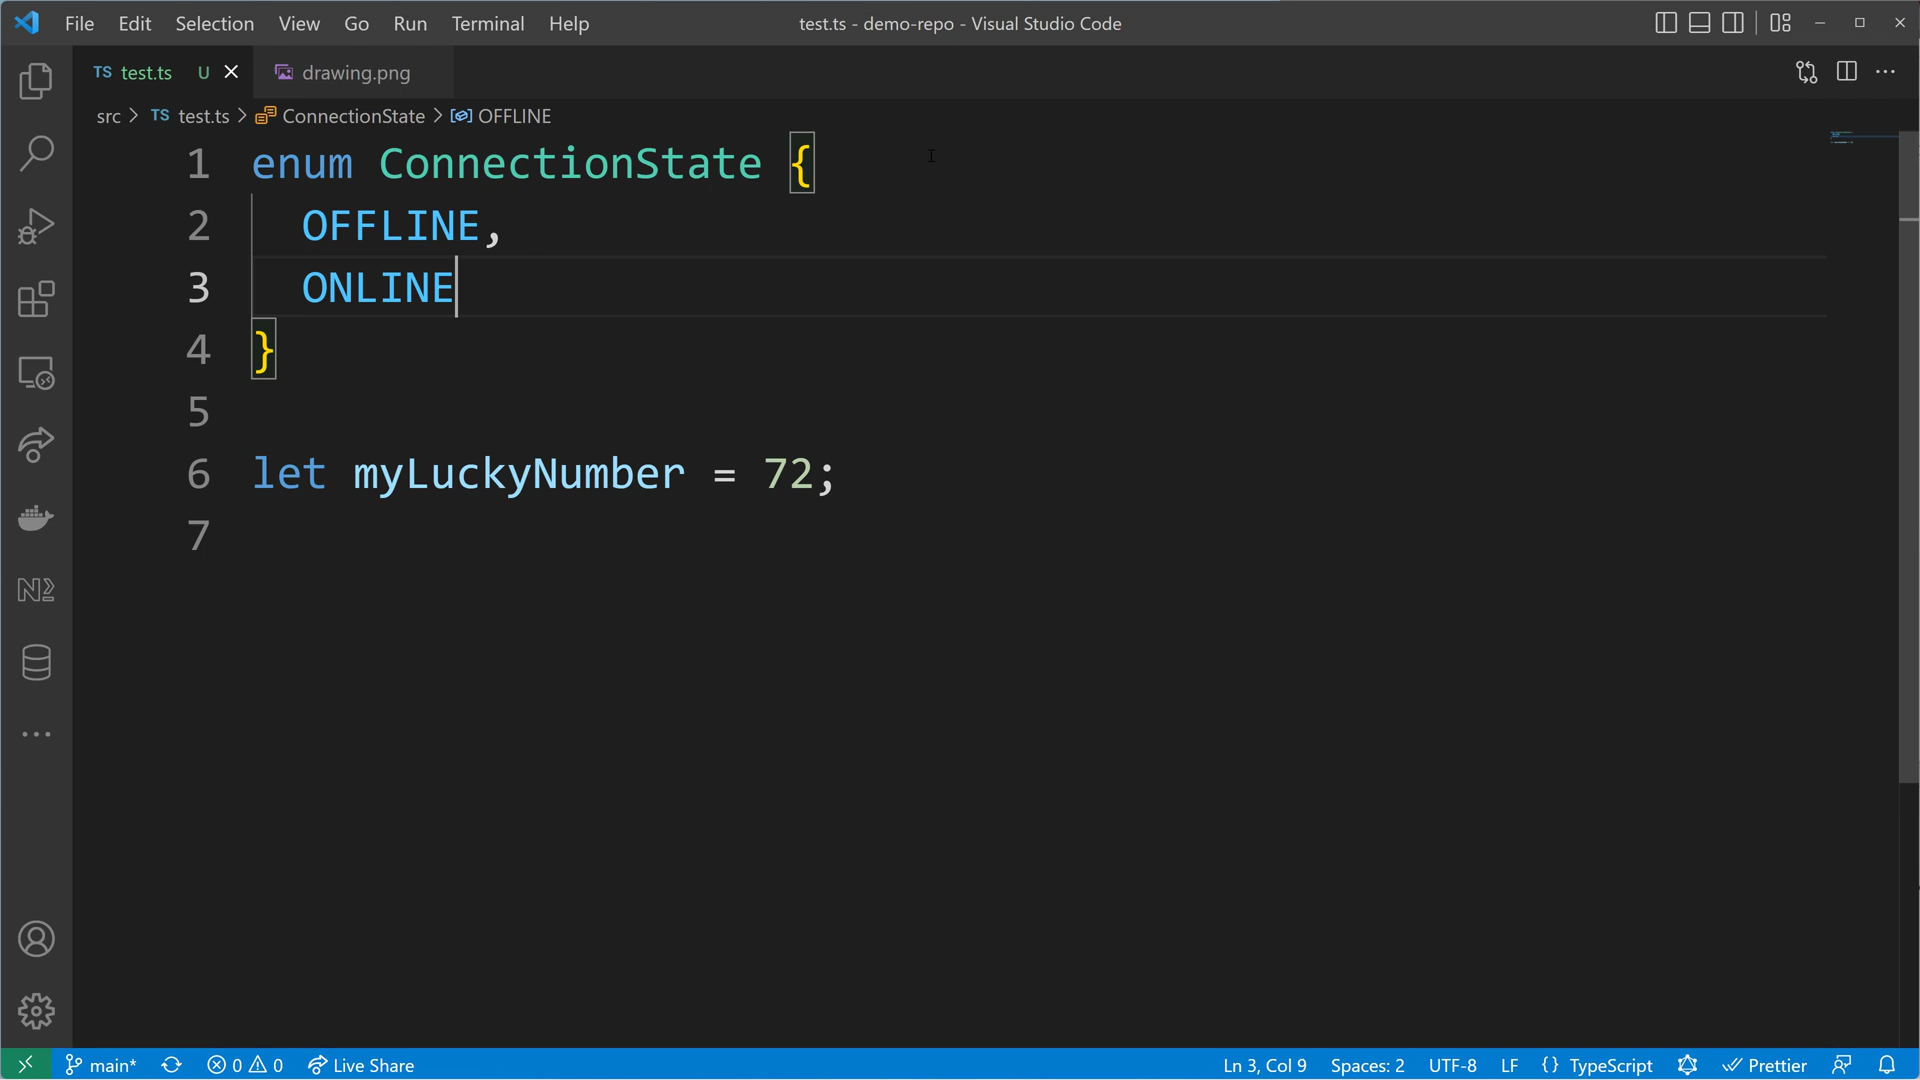 File Edit Selection View Go Run Terminal Help test.ts - demo-repo - Visual Studio Code
TS test.ts U drawing.png
src > TS test.ts > ConnectionState > OFFLINE
1 enum ConnectionState {
2 OFFLINE,
3 ONLINE
4 }
5
6 let myLuckyNumber = 72;
7
main* 0 0 Live Share Ln 3, Col 9 Spaces: 2 UTF-8 LF {} TypeScript Prettier